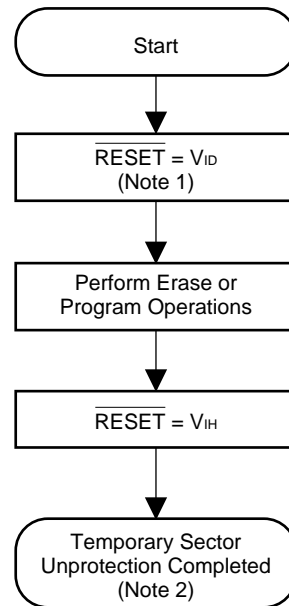 Start
RESET = VID
(Note 1)
Perform Erase or
Program Operations
RESET = VIH
Temporary Sector
Unprotection Completed
(Note 2)